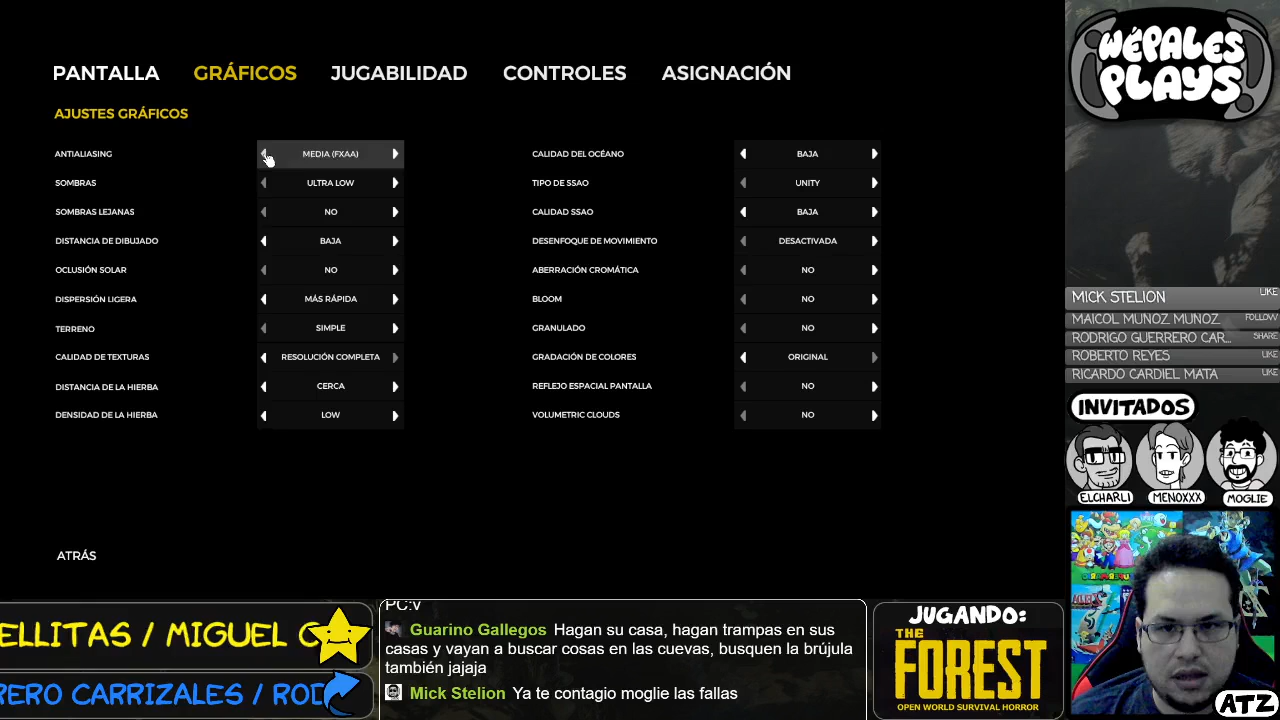 PANTALLA GRÁFICOS JUGABILIDAD CONTROLES ASIGNACIÓN
AJUSTES GRÁFICOS
ANTIALIASING MEDIA (FXAA)
SOMBRAS ULTRA LOW
SOMBRAS LEJANAS NO
DISTANCIA DE DIBUJADO BAJA
OCLUSIÓN SOLAR NO
DISPERSIÓN LIGERA MÁS RÁPIDA
TERRENO SIMPLE
CALIDAD DE TEXTURAS RESOLUCIÓN COMPLETA
DISTANCIA DE LA HIERBA CERCA
DENSIDAD DE LA HIERBA LOW
CALIDAD DEL OCÉANO BAJA
TIPO DE SSAO UNITY
CALIDAD SSAO BAJA
DESENFOQUE DE MOVIMIENTO DESACTIVADA
ABERRACIÓN CROMÁTICA NO
BLOOM NO
GRANULADO NO
GRADACIÓN DE COLORES ORIGINAL
REFLEJO ESPACIAL PANTALLA NO
VOLUMETRIC CLOUDS NO
ATRÁS
WÉPALES
PLAYS
MICK STELION LIKE
MAICOL MUNOZ MUNOZ FOLLOW
RODRIGO GUERRERO CAR... SHARE
ROBERTO REYES LIKE
RICARDO CARDIEL MATA LIKE
INVITADOS
ELCHARLI MENOXXX MOGLIE
ELLITAS / MIGUEL G
RERO CARRIZALES / ROD
PC:v
Guarino Gallegos Hagan su casa, hagan trampas en sus
casas y vayan a buscar cosas en las cuevas, busquen la brújula
también jajaja
Mick Stelion Ya te contagio moglie las fallas
JUGANDO:
THE
FOREST
OPEN WORLD SURVIVAL HORROR
ATZ